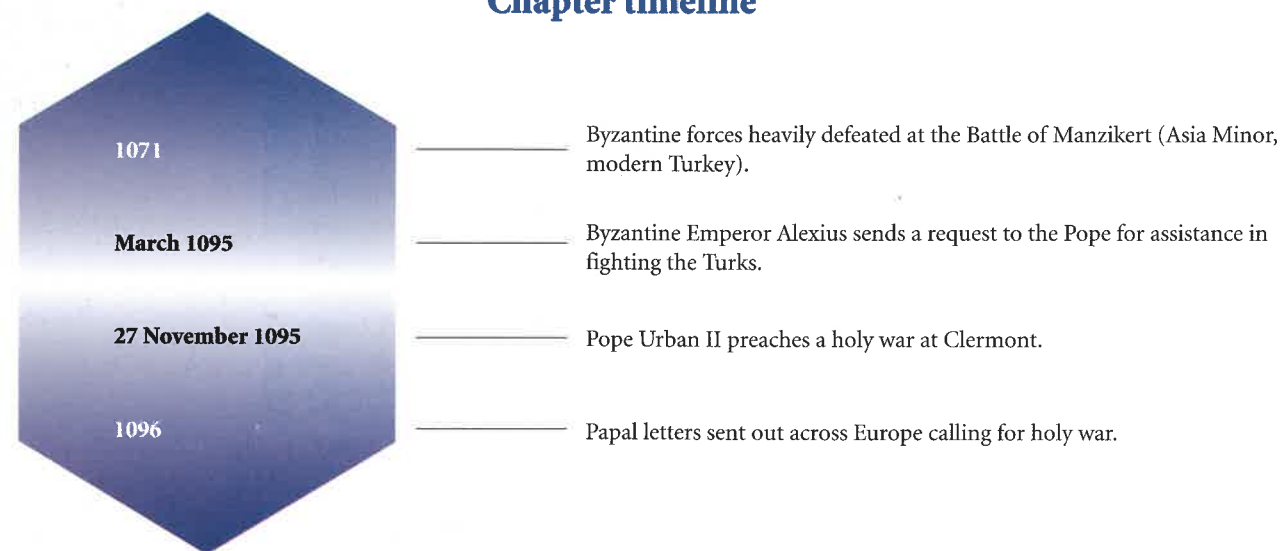 Chapter timeline
1071
Byzantine forces heavily defeated at the Battle of Manzikert (Asia Minor,
modern Turkey).
March 1095
Byzantine Emperor Alexius sends a request to the Pope for assistance in
fighting the Turks.
27 November 1095
Pope Urban II preaches a holy war at Clermont.
1096
Papal letters sent out across Europe calling for holy war.